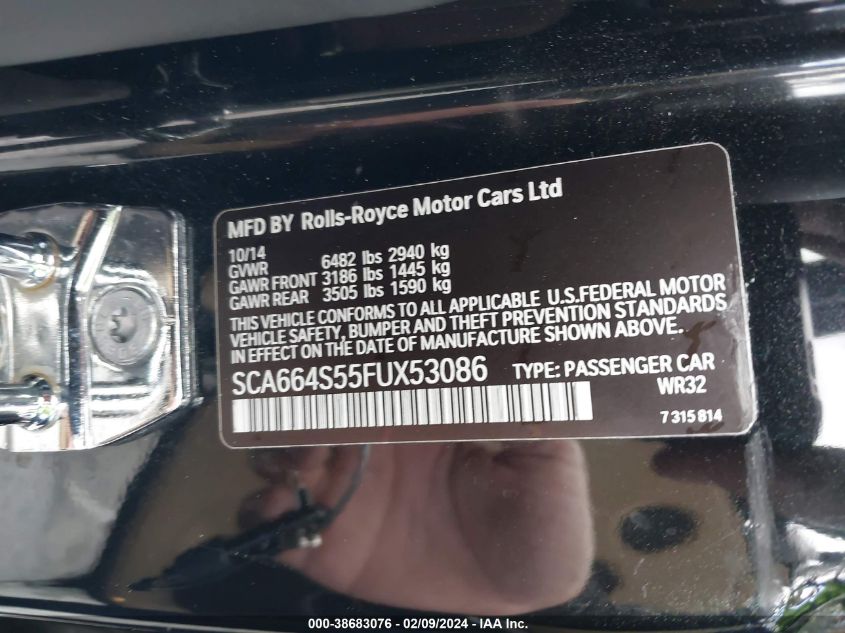 MFD BY Rolls-Royce Motor Cars Ltd
10/14
GVWR 6482 lbs 2940 kg
GAWR FRONT 3186 lbs 1445 kg
GAWR REAR 3505 lbs 1590 kg
THIS VEHICLE CONFORMS TO ALL APPLICABLE U.S.FEDERAL MOTOR
VEHICLE SAFETY, BUMPER AND THEFT PREVENTION STANDARDS
IN EFFECT ON THE DATE OF MANUFACTURE SHOWN ABOVE.
SCA664S55FUX53086 TYPE: PASSENGER CAR
WR32
7315814
000-38683076 - 02/09/2024 - IAA Inc.